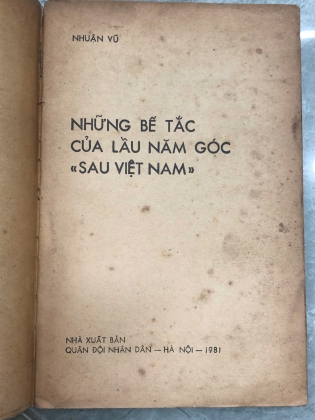 NHUẬN VŨ
NHỮNG BẾ TẮC
CỦA LẦU NĂM GÓC
«SAU VIỆT NAM»
NHÀ XUẤT BẢN
QUÂN ĐỘI NHÂN DÂN — HÀ NỘI — 1981